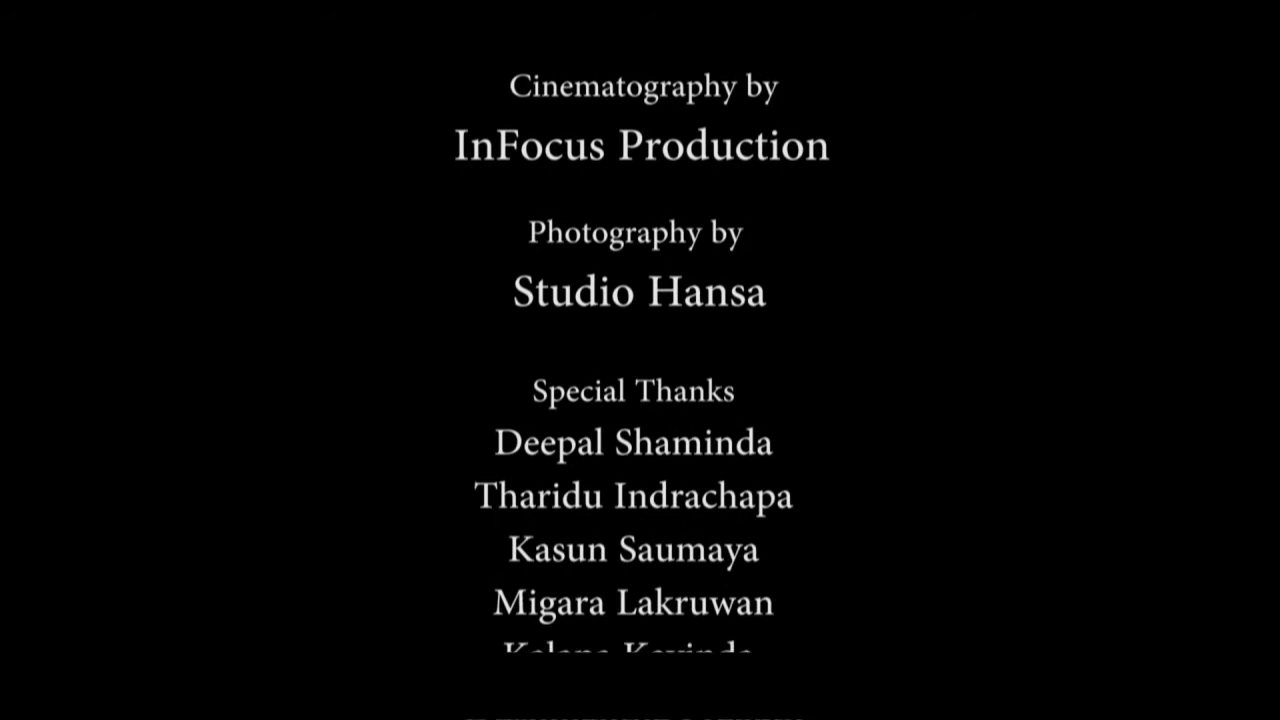 Cinematography by
InFocus Production
Photography by
Studio Hansa
Special Thanks
Deepal Shaminda
Tharidu Indrachapa
Kasun Saumaya
Migara Lakruwan